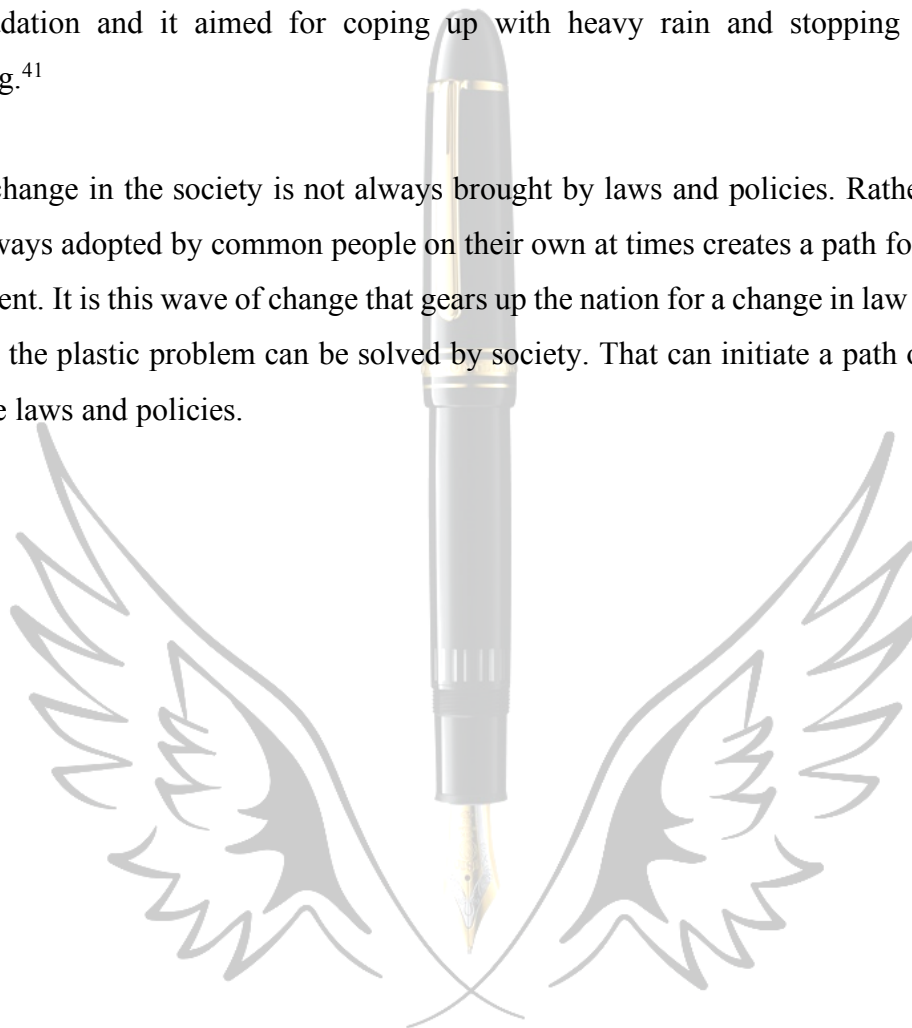 dation and it aimed for coping up with heavy rain and stopping
g.41
change in the society is not always brought by laws and policies. Rathe
ways adopted by common people on their own at times creates a path fo
ent. It is this wave of change that gears up the nation for a change in law
the plastic problem can be solved by society. That can initiate a path
e laws and policies.